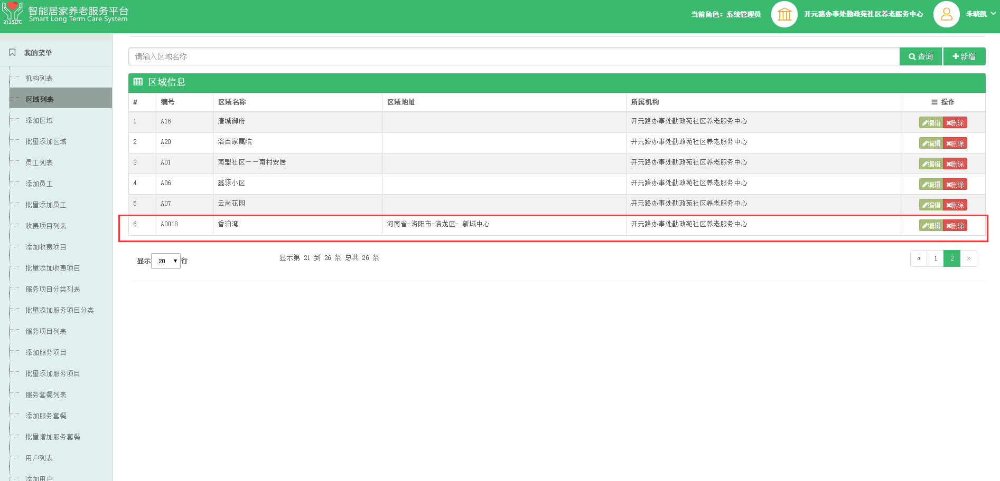 智能居家养老服务平台
Smart Long Term Care System
212SLTC
当前角色：系统管理员
开元路办事处勤政苑社区养老服务中心
朱晓凯
我的菜单
机构列表
区域列表
添加区域
批量添加区域
员工列表
添加员工
批量添加员工
收费项目列表
添加收费项目
批量添加收费项目
服务项目分类列表
批量添加服务项目分类
服务项目列表
添加服务项目
批量添加服务项目
服务套餐列表
添加服务套餐
批量增加服务套餐
用户列表
添加用户
请输入区域名称
查询 新增
区域信息
# 编号 区域名称 区域地址 所属机构 操作
1 A16 唐城御府 开元路办事处勤政苑社区养老服务中心 编辑 删除
2 A20 洛百家属院 开元路办事处勤政苑社区养老服务中心 编辑 删除
3 A01 南盟社区——南村安居 开元路办事处勤政苑社区养老服务中心 编辑 删除
4 A06 鑫源小区 开元路办事处勤政苑社区养老服务中心 编辑 删除
5 A07 云尚花园 开元路办事处勤政苑社区养老服务中心 编辑 删除
6 A0018 香泊湾 河南省-洛阳市-洛龙区- 新城中心 开元路办事处勤政苑社区养老服务中心 编辑 删除
显示 20 行 显示第 21 到 26 条 总共 26 条 « 1 2 »